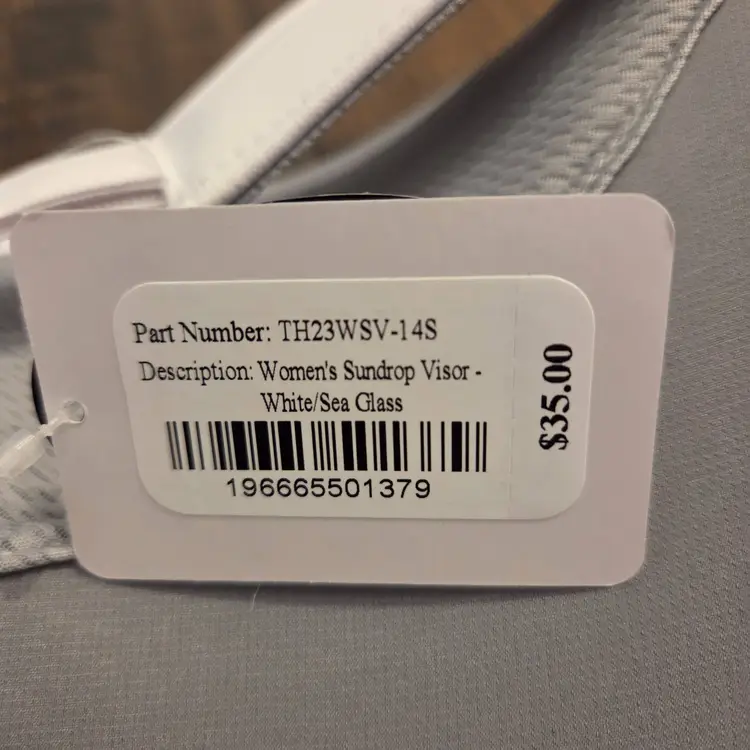 Part Number: TH23WSV-14S
Description: Women's Sundrop Visor -
White/Sea Glass
196665501379
$35.00